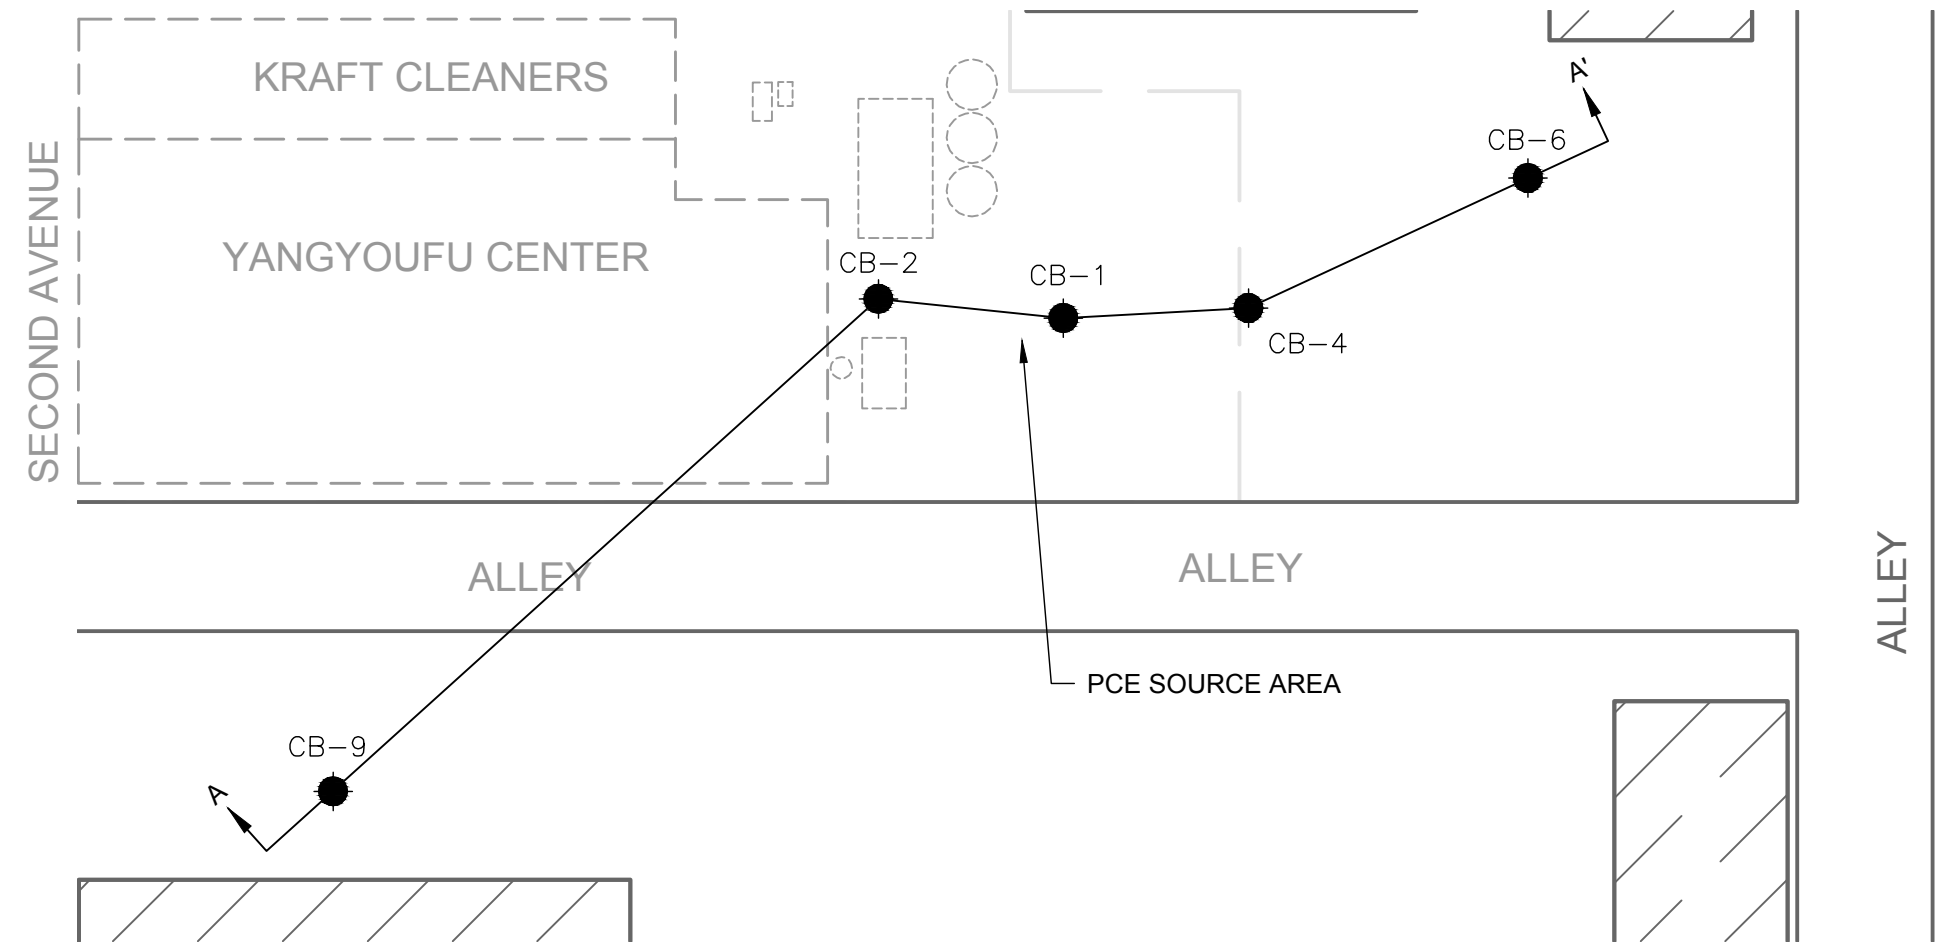 KRAFT CLEANERS
A'
CB-6
SECOND AVENUE
YANGYOUFU CENTER
CB-2
CB-1
CB-4
ALLEY
ALLEY
ALLEY
PCE SOURCE AREA
CB-9
A